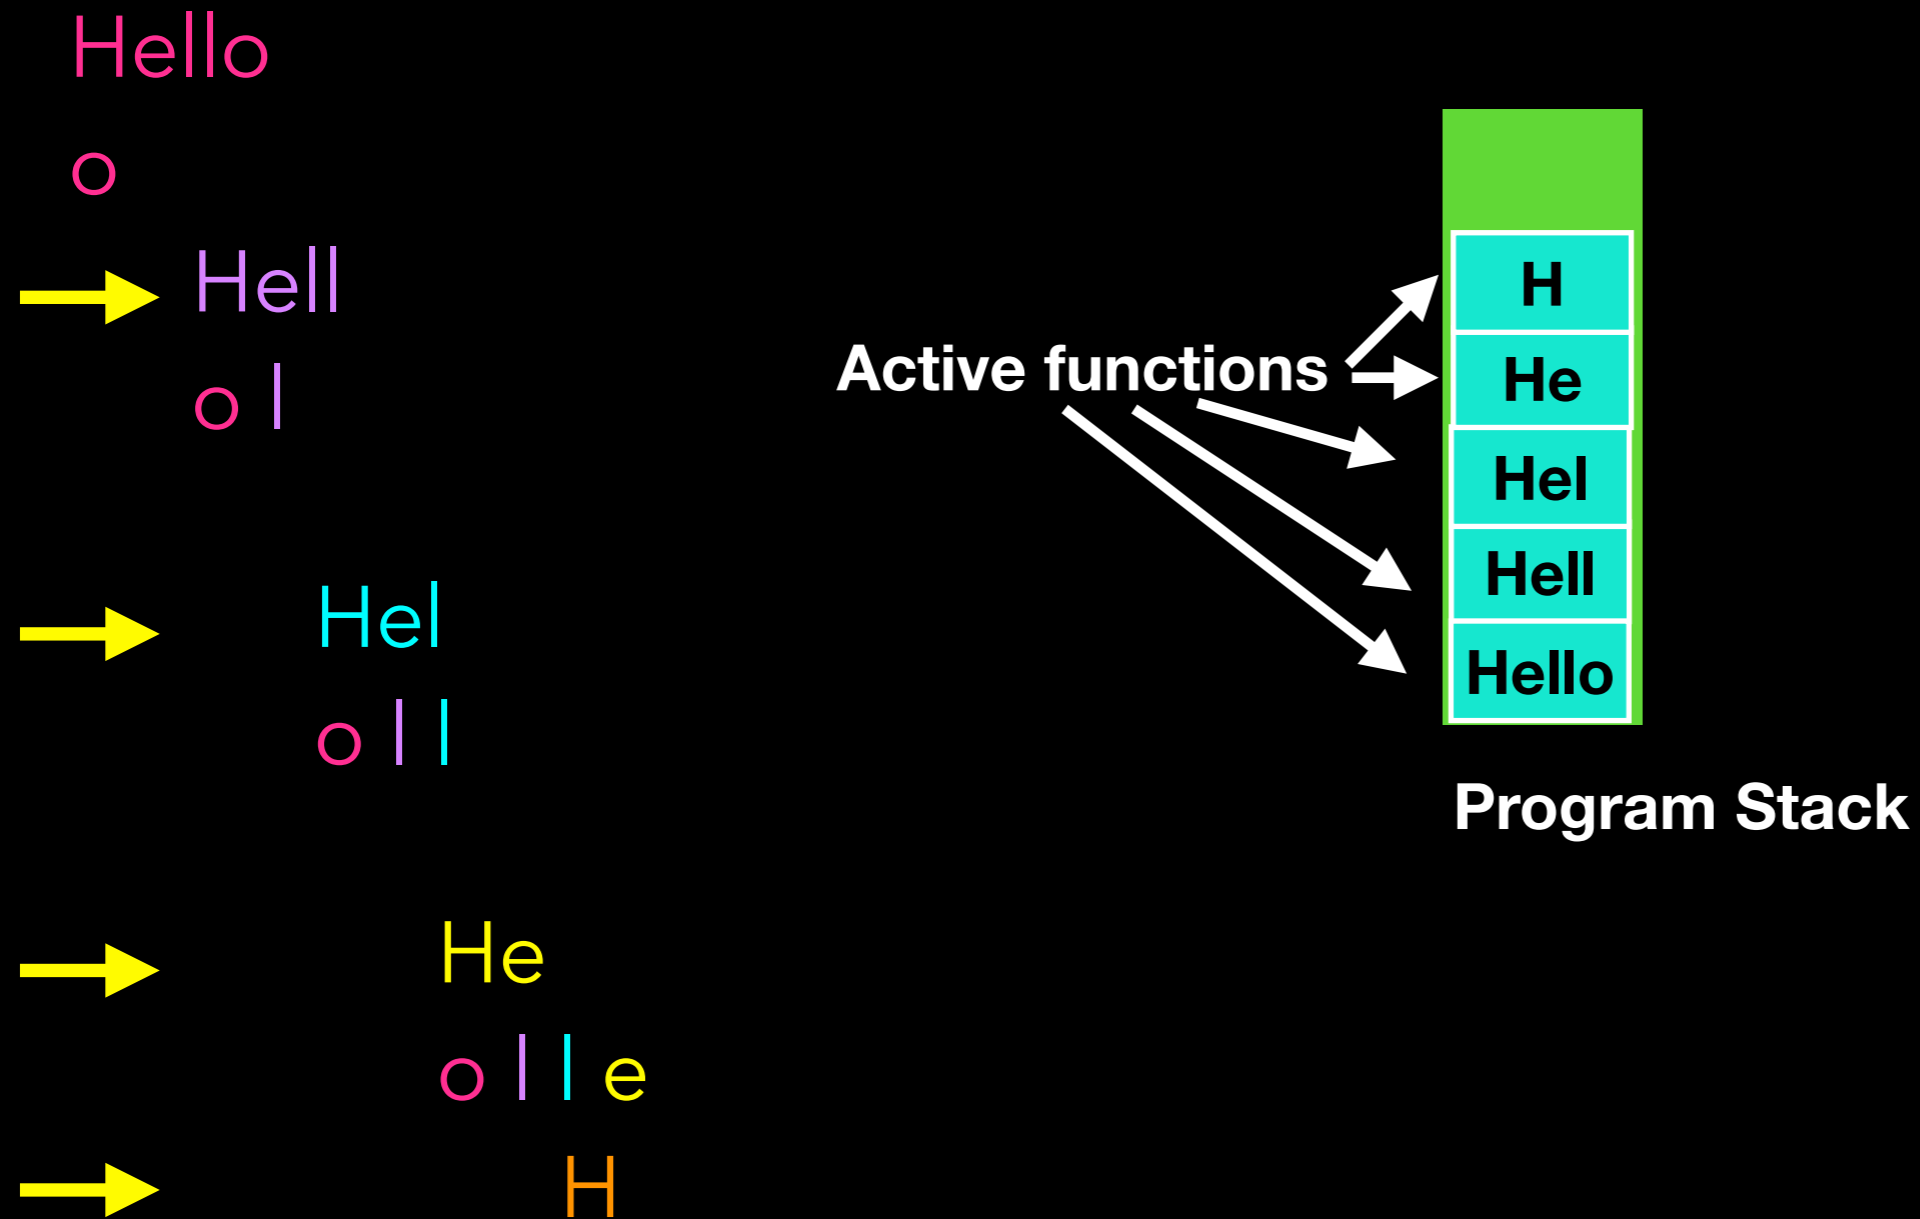 Hello
o
Hell
o l
Hel
o l l
He
o l l e
H
Active functions
H
He
Hel
Hell
Hello
Program Stack